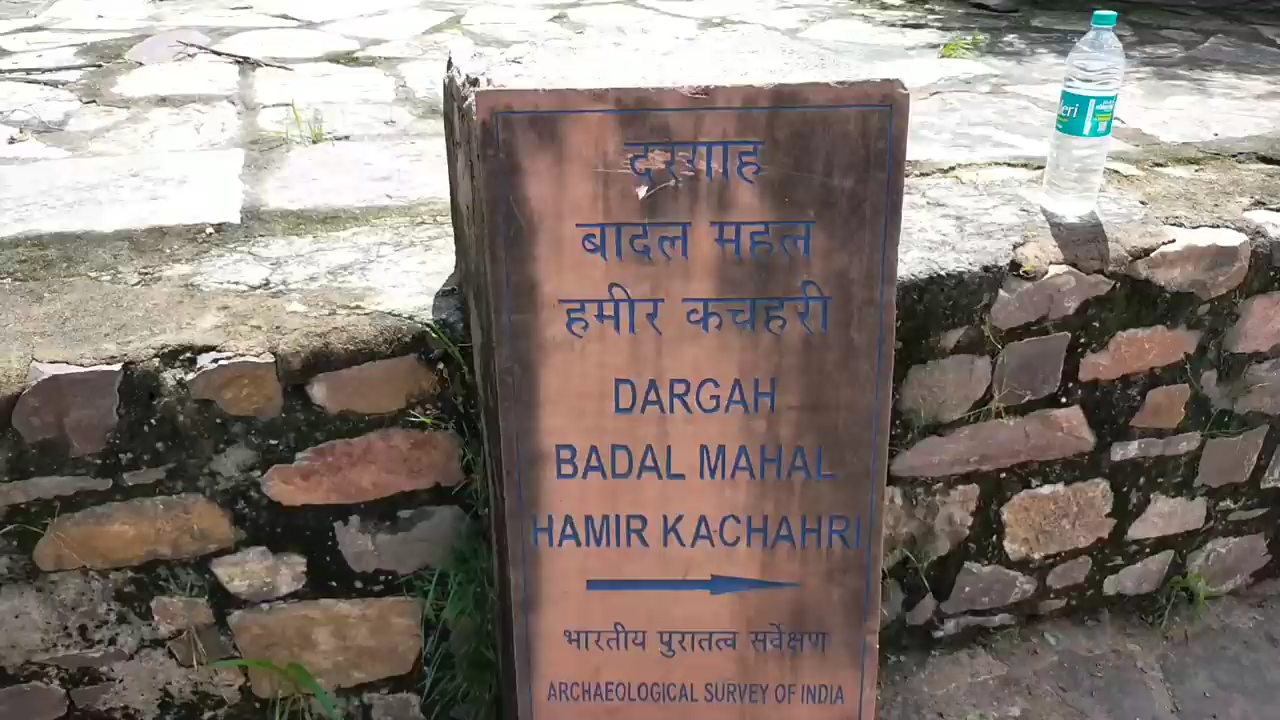 दरगाह
बादल महल
हमीर कचहरी
DARGAH
BADAL MAHAL
HAMIR KACHAHRI
भारतीय पुरातत्व सर्वेक्षण
ARCHAEOLOGICAL SURVEY OF INDIA